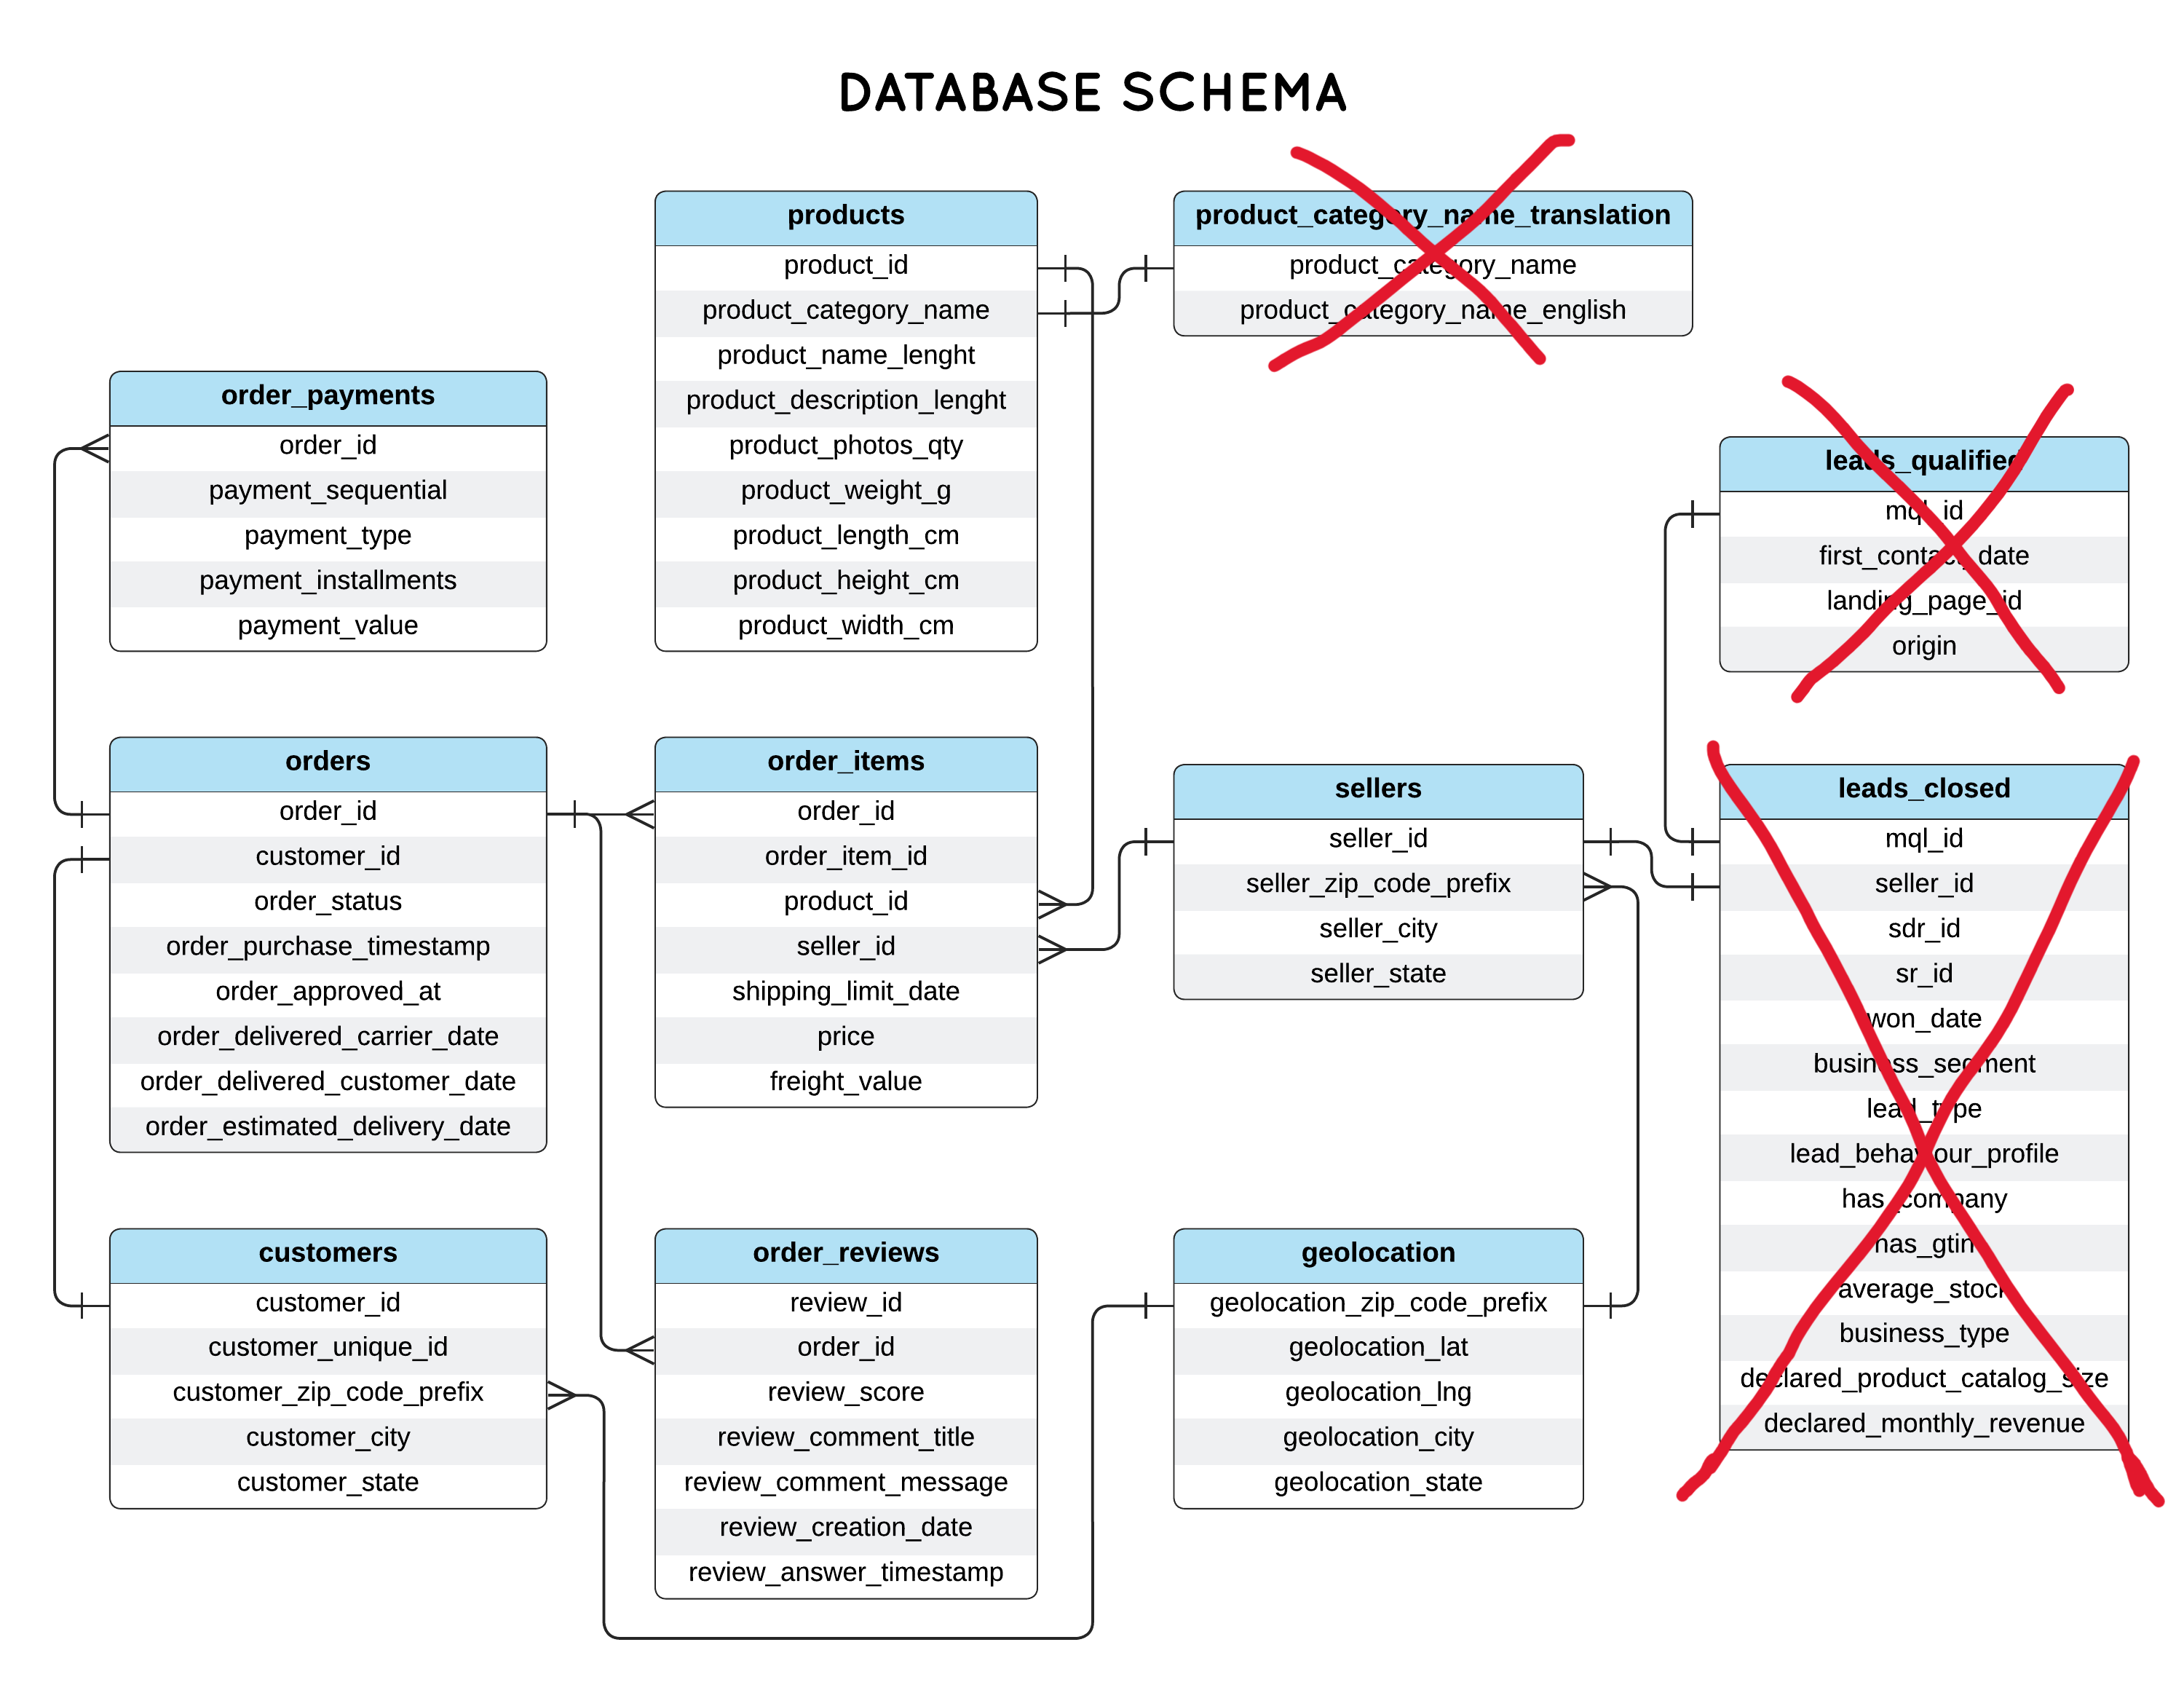 DATABASE SCHEMA
products
product_id
product_category_name
product_name_lenght
product_description_lenght
product_photos_qty
product_weight_g
product_length_cm
product_height_cm
product_width_cm
product_category_name_translation
product_category_name
product_category_name_english
order_payments
order_id
payment_sequential
payment_type
payment_installments
payment_value
leads_qualified
mql_id
first_contact_date
landing_page_id
origin
orders
order_id
customer_id
order_status
order_purchase_timestamp
order_approved_at
order_delivered_carrier_date
order_delivered_customer_date
order_estimated_delivery_date
order_items
order_id
order_item_id
product_id
seller_id
shipping_limit_date
price
freight_value
sellers
seller_id
seller_zip_code_prefix
seller_city
seller_state
leads_closed
mql_id
seller_id
sdr_id
sr_id
won_date
business_segment
lead_type
lead_behaviour_profile
has_company
has_gtin
average_stock
business_type
declared_product_catalog_size
declared_monthly_revenue
customers
customer_id
customer_unique_id
customer_zip_code_prefix
customer_city
customer_state
order_reviews
review_id
order_id
review_score
review_comment_title
review_comment_message
review_creation_date
review_answer_timestamp
geolocation
geolocation_zip_code_prefix
geolocation_lat
geolocation_lng
geolocation_city
geolocation_state